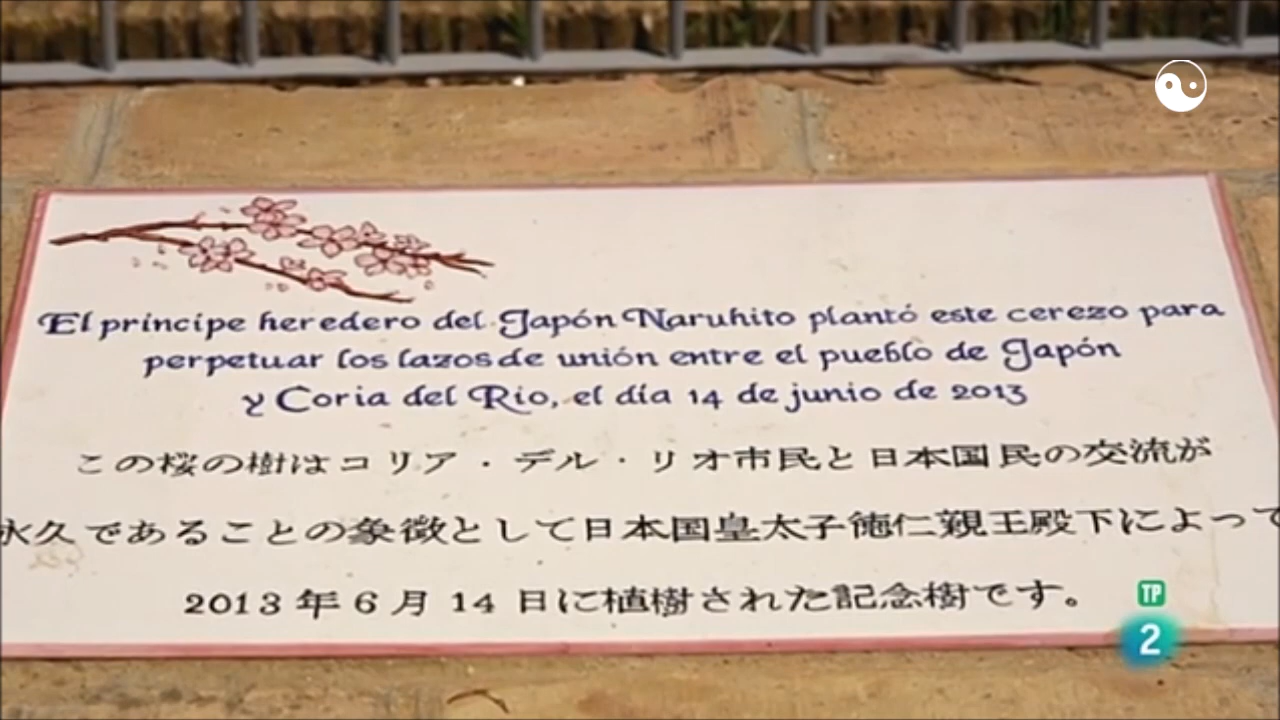 El príncipe heredero del Japón Naruhito plantó este cerezo para
perpetuar los lazos de unión entre el pueblo de Japón
y Coria del Río, el día 14 de junio de 2013
この桜の樹はコリア・デル・リオ市民と日本国民の交流が
永久であることの象徴として日本国皇太子徳仁親王殿下によって
2013年6月14日に植樹された記念樹です。
TP
2